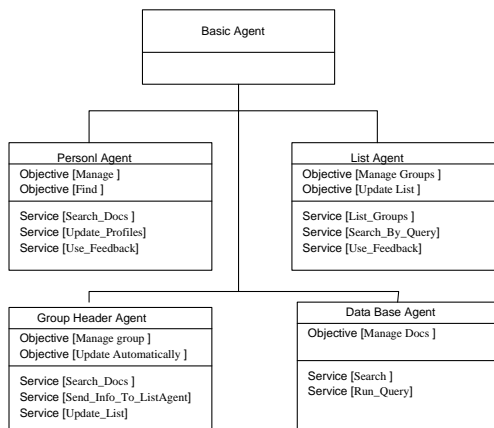 Basic Agent
Personl Agent
Objective [Manage ]
Objective [Find ]
Service [Search_Docs ]
Service [Update_Profiles]
Service [Use_Feedback]
List Agent
Objective [Manage Groups ]
Objective [Update List ]
Service [List_Groups ]
Service [Search_By_Query]
Service [Use_Feedback]
Group Header Agent
Objective [Manage group ]
Objective [Update Automatically ]
Service [Search_Docs ]
Service [Send_Info_To_ListAgent]
Service [Update_List ]
Data Base Agent
Objective [Manage Docs ]
Service [Search ]
Service [Run_Query]